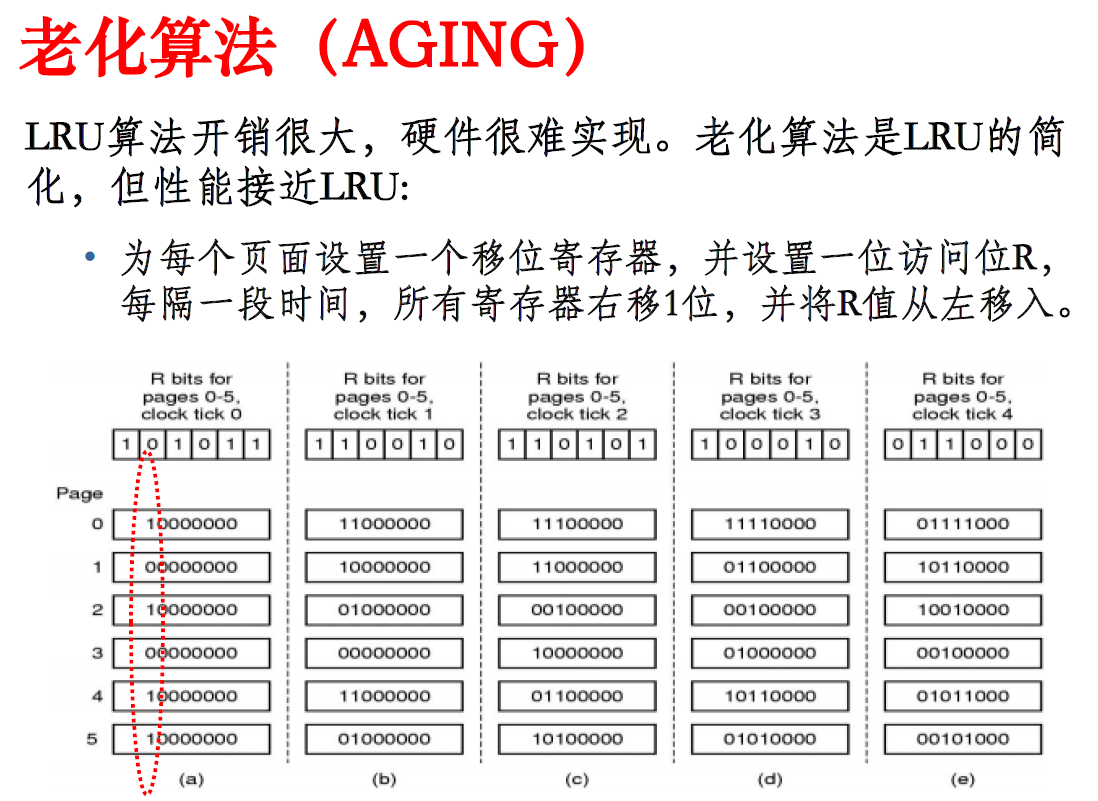 老化算法（AGING）
LRU算法开销很大，硬件很难实现。老化算法是LRU的简
化，但性能接近LRU:
• 为每个页面设置一个移位寄存器，并设置一位访问位R，
每隔一段时间，所有寄存器右移1位，并将R值从左移入。
R bits for pages 0-5, clock tick 0
R bits for pages 0-5, clock tick 1
R bits for pages 0-5, clock tick 2
R bits for pages 0-5, clock tick 3
R bits for pages 0-5, clock tick 4
1 0 1 0 1 1
1 1 0 0 1 0
1 1 0 1 0 1
1 0 0 0 1 0
0 1 1 0 0 0
Page
0 10000000 11000000 11100000 11110000 01111000
1 00000000 10000000 11000000 01100000 10110000
2 10000000 01000000 00100000 00100000 10010000
3 00000000 00000000 10000000 01000000 00100000
4 10000000 11000000 01100000 10110000 01011000
5 10000000 01000000 10100000 01010000 00101000
(a) (b) (c) (d) (e)